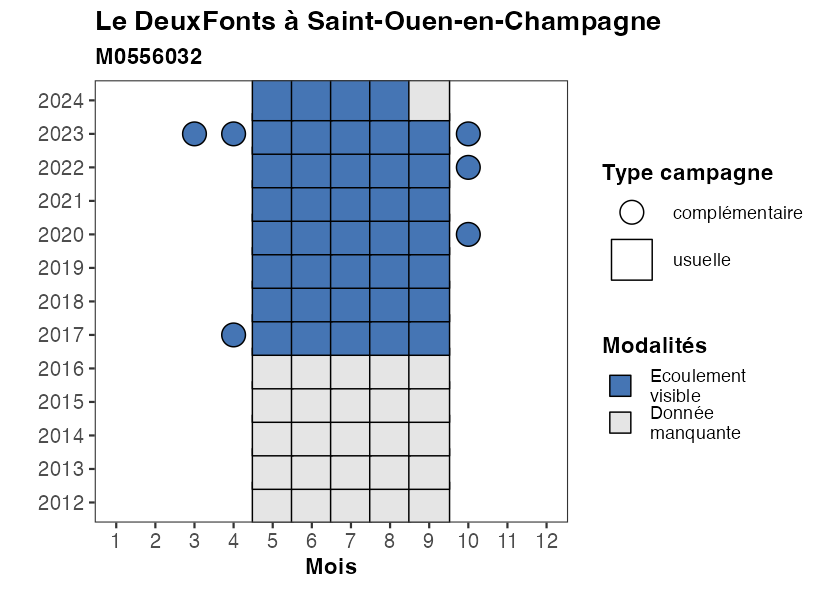 Le DeuxFonts à Saint-Ouen-en-Champagne
M0556032
2024
2023
2022
2021
2020
2019
2018
2017
2016
2015
2014
2013
2012
1 2 3 4 5 6 7 8 9 10 11 12
Mois
Type campagne
complémentaire
usuelle
Modalités
Ecoulement
visible
Donnée
manquante